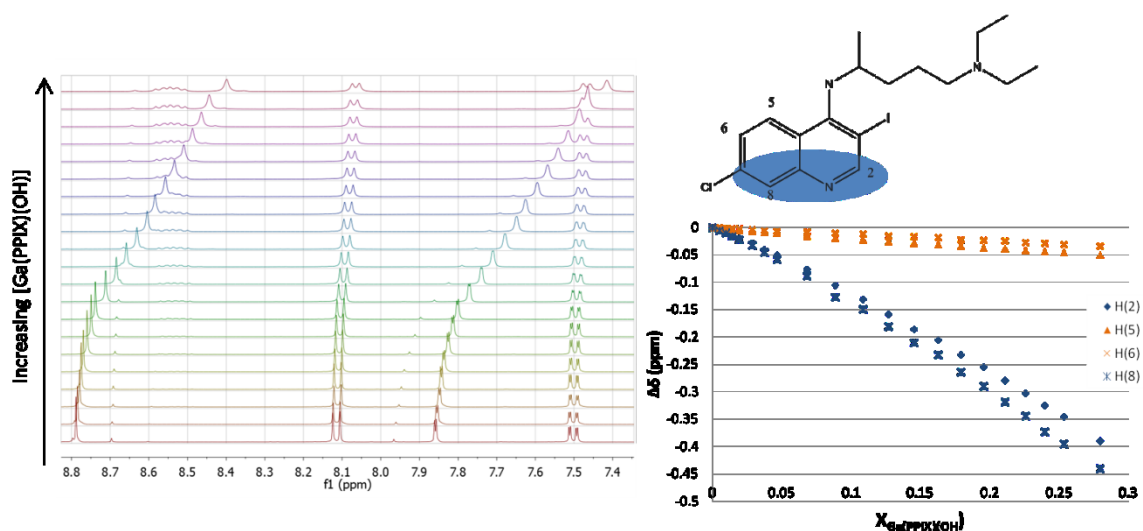 Increasing [Ga(PPIX)(OH)]
8.8 8.7 8.6 8.5 8.4 8.3 8.2 8.1 8.0 7.9 7.8 7.7 7.6 7.5 7.4
f1 (ppm)
N
N
5
6
I
Cl
8
N
2
0
-0.05
-0.1
-0.15
-0.2
-0.25
-0.3
-0.35
-0.4
-0.45
-0.5
Δδ (ppm)
0 0.05 0.1 0.15 0.2 0.25 0.3
XGa(PPIX)(OH)
H(2)
H(5)
H(6)
H(8)